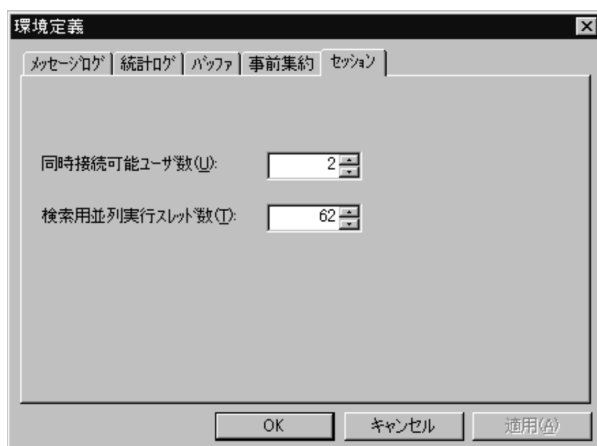 環境定義
ﾒｯｾｰｼﾞﾛｸﾞ 統計ﾛｸﾞ ﾊﾞｯﾌｧ 事前集約 ｾｯｼｮﾝ
同時接続可能ﾕｰｻﾞ数(U): 2
検索用並列実行ｽﾚｯﾄﾞ数(T): 62
OK キャンセル 適用(A)